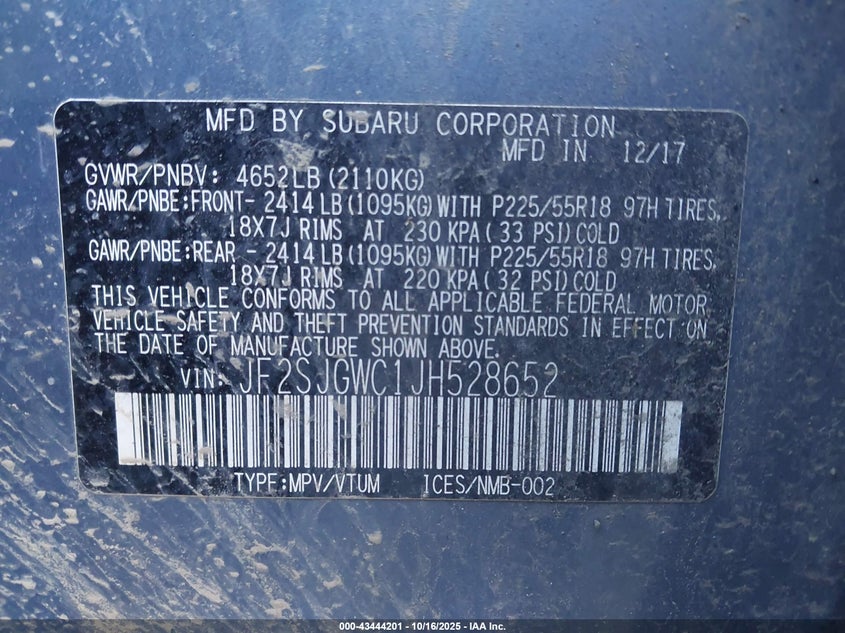 MFD BY SUBARU CORPORATION
MFD IN 12/17
GVWR/PNBV: 4652LB (2110KG)
GAWR/PNBE:FRONT- 2414LB (1095KG) WITH P225/55R18 97H TIRES,
18X7J RIMS AT 230 KPA ( 33 PSI) COLD
GAWR/PNBE:REAR - 2414LB (1095KG) WITH P225/55R18 97H TIRES,
18X7J RIMS AT 220 KPA ( 32 PSI) COLD
THIS VEHICLE CONFORMS TO ALL APPLICABLE FEDERAL MOTOR
VEHICLE SAFETY AND THEFT PREVENTION STANDARDS IN EFFECT ON
THE DATE OF MANUFACTURE SHOWN ABOVE.
VIN: JF2SJGWC1JH528652
TYPE:MPV/VTUM ICES/NMB-002
000-43444201 - 10/16/2025 - IAA Inc.